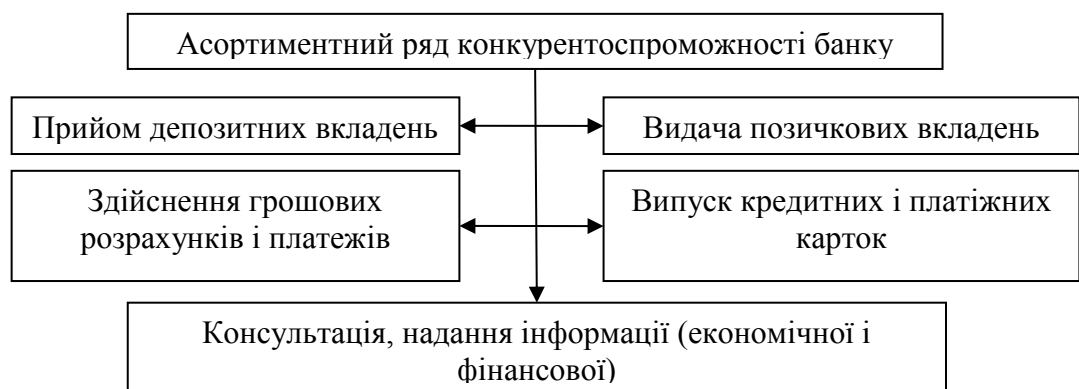 Асортиментний ряд конкурентоспроможності банку
Прийом депозитних вкладень
Видача позичкових вкладень
Здійснення грошових
розрахунків і платежів
Випуск кредитних і платіжних
карток
Консультація, надання інформації (економічної і
фінансової)